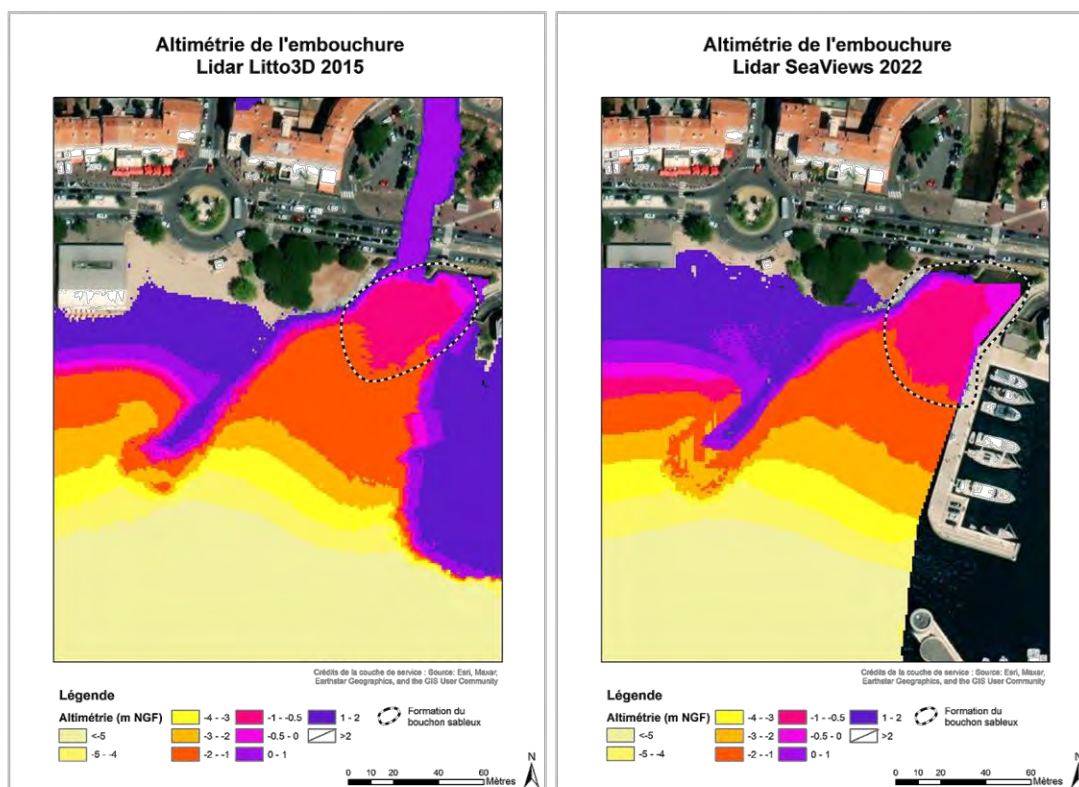 Altimétrie de l'embouchure
Lidar Litto3D 2015
Crédits de la couche de service : Source: Esri, Maxar,
Earthstar Geographics, and the GIS User Community
Légende
Altimétrie (m NGF)
<-5
-5 - -4
-4 - -3
-3 - -2
-2 - -1
-1 - -0.5
-0.5 - 0
0 - 1
1 - 2
>2
Formation du
bouchon sableux
0 10 20 40 60
Mètres
N
Altimétrie de l'embouchure
Lidar SeaViews 2022
Crédits de la couche de service : Source: Esri, Maxar,
Earthstar Geographics, and the GIS User Community
Légende
Altimétrie (m NGF)
<-5
-5 - -4
-4 - -3
-3 - -2
-2 - -1
-1 - -0.5
-0.5 - 0
0 - 1
1 - 2
>2
Formation du
bouchon sableux
0 10 20 40 60
Mètres
N